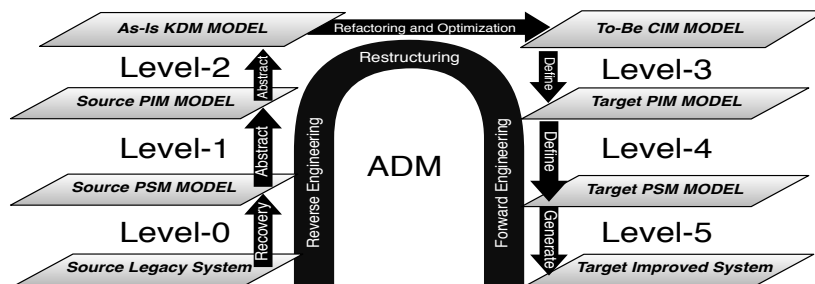 As-Is KDM MODEL
Refactoring and Optimization
To-Be CIM MODEL
Restructuring
Level-2
Abstract
Define
Level-3
Source PIM MODEL
Target PIM MODEL
Level-1
Abstract
Reverse Engineering
ADM
Forward Engineering
Define
Level-4
Source PSM MODEL
Target PSM MODEL
Level-0
Recovery
Generate
Level-5
Source Legacy System
Target Improved System